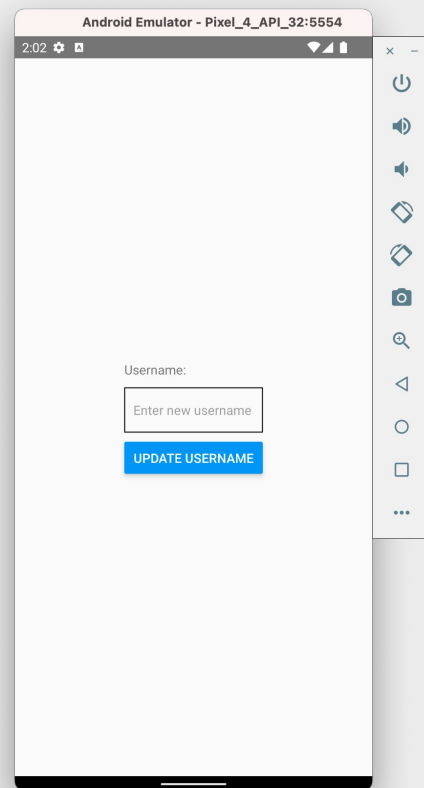 Android Emulator - Pixel_4_API_32:5554
2:02
Username:
Enter new username
UPDATE USERNAME